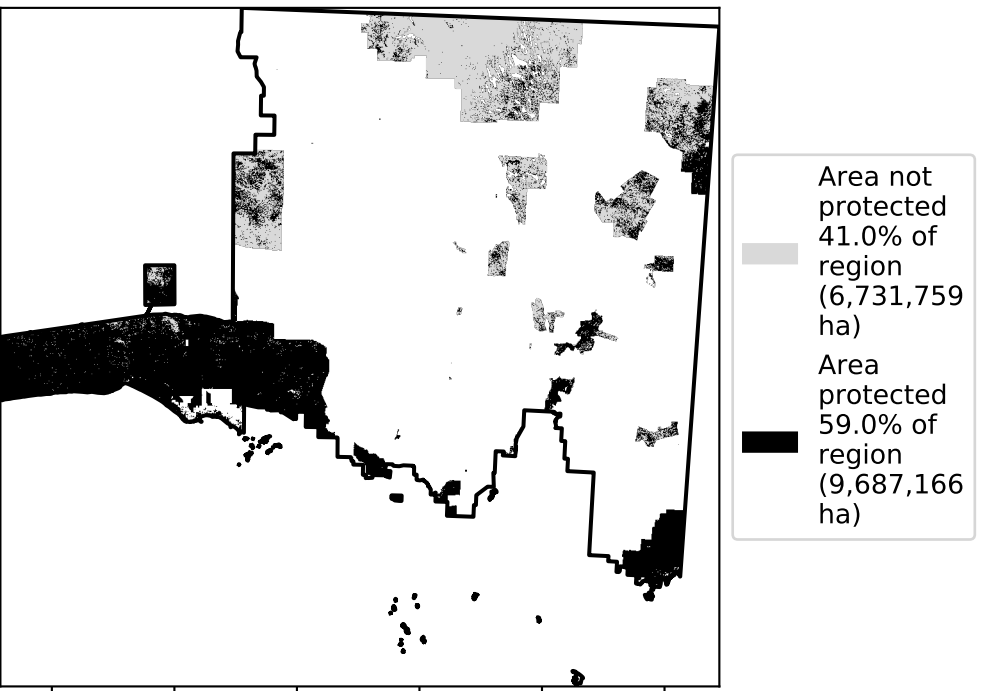 Area not
protected
41.0% of
region
(6,731,759
ha)
Area
protected
59.0% of
region
(9,687,166
ha)